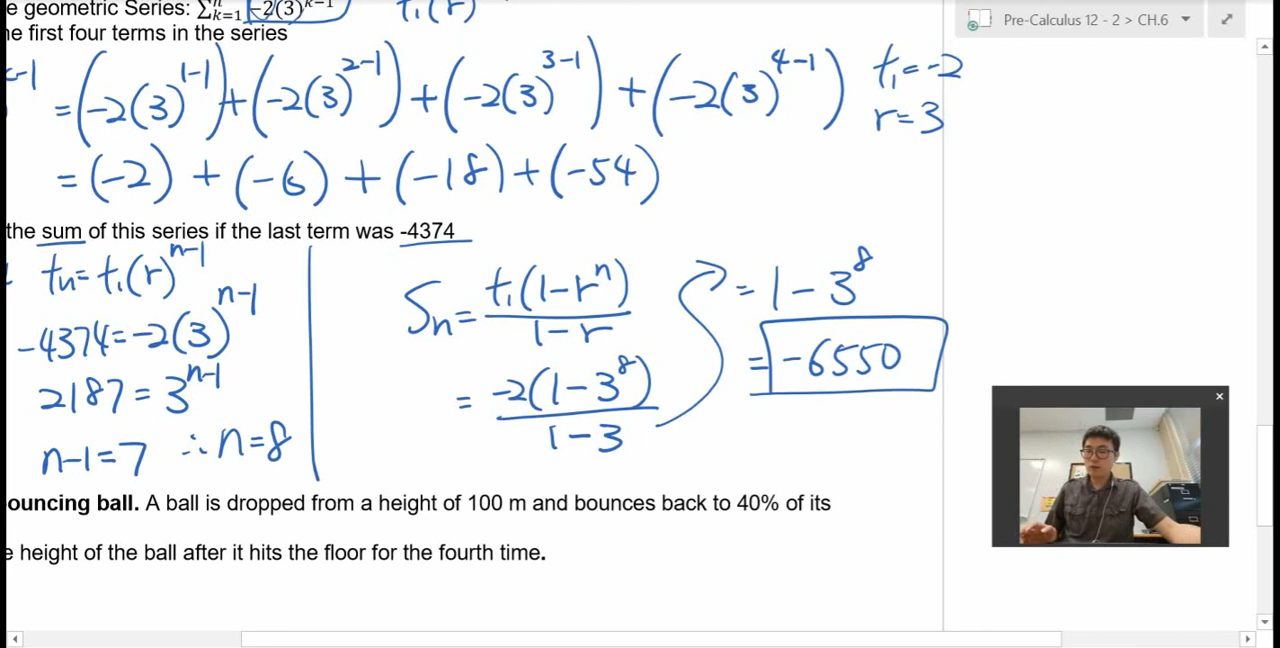 e geometric Series: Σⁿₖ₌₁ -2(3)ᵏ⁻¹ t₁(r)
Pre-Calculus 12 - 2 > CH.6
e first four terms in the series
-1 = (-2(3)^1-1) + (-2(3)^2-1) + (-2(3)^3-1) + (-2(3)^4-1) t₁=-2
r=3
= (-2) + (-6) + (-18) + (-54)
the sum of this series if the last term was -4374
tn= t₁(r)^n-1
-4374=-2(3)^n-1
2187 = 3^n-1
n-1=7 ∴n=8
Sn= t₁(1-rⁿ)
1-r
= -2(1-3⁸)
1-3
= 1-3⁸
= -6550
ouncing ball. A ball is dropped from a height of 100 m and bounces back to 40% of its
e height of the ball after it hits the floor for the fourth time.